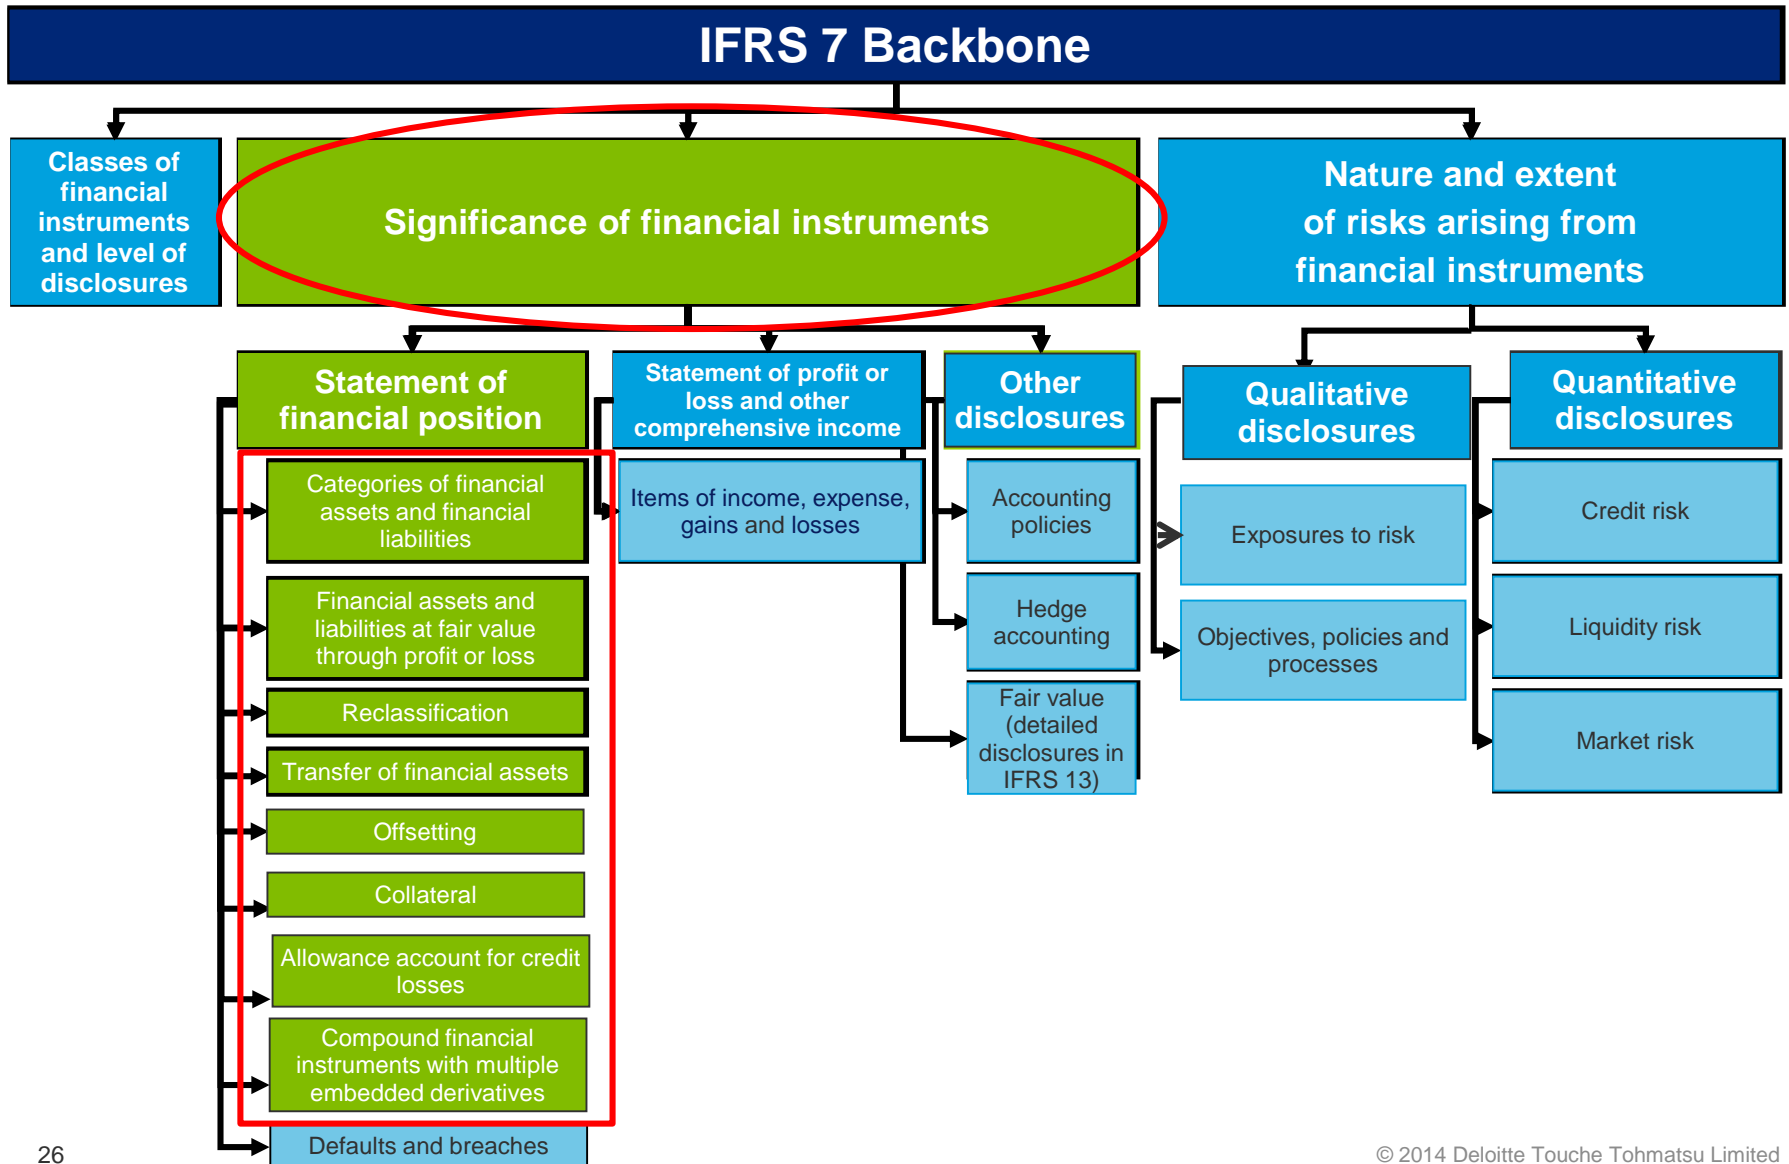 IFRS 7 Backbone
Classes of
financial
instruments
and level of
disclosures
Significance of financial instruments
Nature and extent
of risks arising from
financial instruments
Statement of
financial position
Statement of profit or
loss and other
comprehensive income
Other
disclosures
Qualitative
disclosures
Quantitative
disclosures
Categories of financial
assets and financial
liabilities
Financial assets and
liabilities at fair value
through profit or loss
Reclassification
Transfer of financial assets
Offsetting
Collateral
Allowance account for credit
losses
Compound financial
instruments with multiple
embedded derivatives
Defaults and breaches
Items of income, expense,
gains and losses
Accounting
policies
Hedge
accounting
Fair value
(detailed
disclosures in
IFRS 13)
Exposures to risk
Objectives, policies and
processes
Credit risk
Liquidity risk
Market risk
26
© 2014 Deloitte Touche Tohmatsu Limited